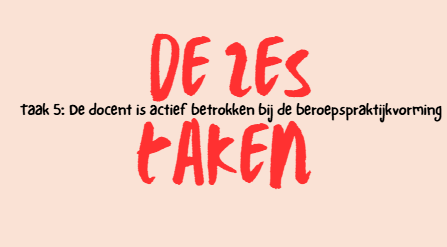 DE ZES
Taak 5: De docent is actief betrokken bij de beroepspraktijkvorming
TAKEN